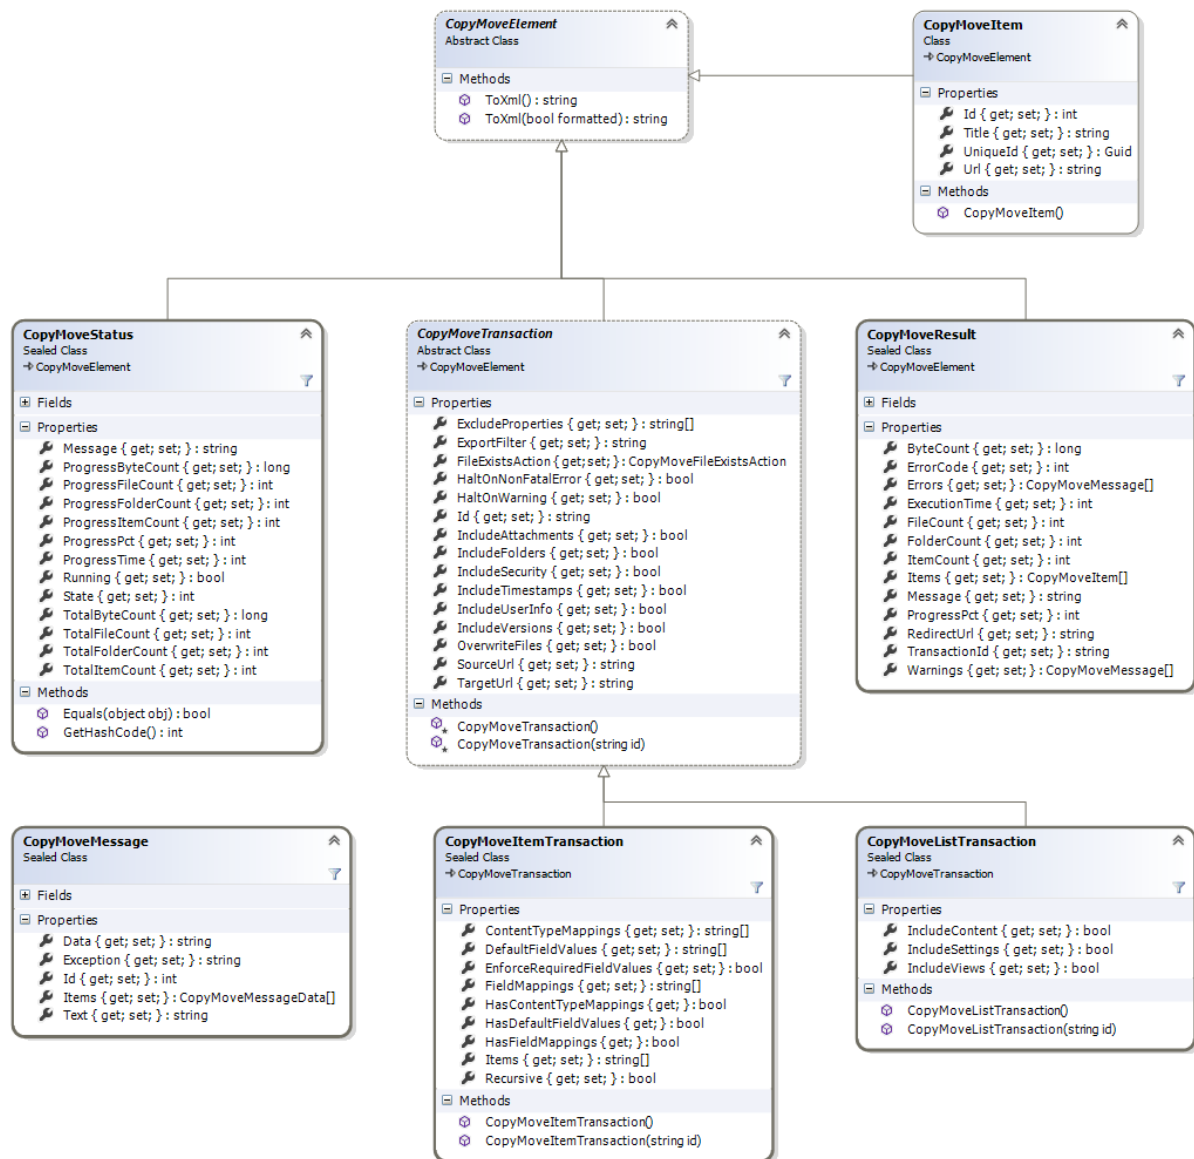 CopyMoveElement
Abstract Class
Methods
ToXml() : string
ToXml(bool formatted) : string
CopyMoveItem
Class
CopyMoveElement
Properties
Id { get; set; } : int
Title { get; set; } : string
UniqueId { get; set; } : Guid
Url { get; set; } : string
Methods
CopyMoveItem()
CopyMoveStatus
Sealed Class
CopyMoveElement
Fields
Properties
Message { get; set; } : string
ProgressByteCount { get; set; } : long
ProgressFileCount { get; set; } : int
ProgressFolderCount { get; set; } : int
ProgressItemCount { get; set; } : int
ProgressPct { get; set; } : int
ProgressTime { get; set; } : int
Running { get; set; } : bool
State { get; set; } : int
TotalByteCount { get; set; } : long
TotalFileCount { get; set; } : int
TotalFolderCount { get; set; } : int
TotalItemCount { get; set; } : int
Methods
Equals(object obj) : bool
GetHashCode() : int
CopyMoveTransaction
Abstract Class
CopyMoveElement
Properties
ExcludeProperties { get; set; } : string[]
ExportFilter { get; set; } : string
FileExistsAction { get; set; } : CopyMoveFileExistsAction
HaltOnNonFatalError { get; set; } : bool
HaltOnWarning { get; set; } : bool
Id { get; set; } : string
IncludeAttachments { get; set; } : bool
IncludeFolders { get; set; } : bool
IncludeSecurity { get; set; } : bool
IncludeTimestamps { get; set; } : bool
IncludeUserInfo { get; set; } : bool
IncludeVersions { get; set; } : bool
OverwriteFiles { get; set; } : bool
SourceUrl { get; set; } : string
TargetUrl { get; set; } : string
Methods
CopyMoveTransaction()
CopyMoveTransaction(string id)
CopyMoveResult
Sealed Class
CopyMoveElement
Fields
Properties
ByteCount { get; set; } : long
ErrorCode { get; set; } : int
Errors { get; set; } : CopyMoveMessage[]
ExecutionTime { get; set; } : int
FileCount { get; set; } : int
FolderCount { get; set; } : int
ItemCount { get; set; } : int
Items { get; set; } : CopyMoveItem[]
Message { get; set; } : string
ProgressPct { get; set; } : int
RedirectUrl { get; set; } : string
TransactionId { get; set; } : string
Warnings { get; set; } : CopyMoveMessage[]
CopyMoveMessage
Sealed Class
Fields
Properties
Data { get; set; } : string
Exception { get; set; } : string
Id { get; set; } : int
Items { get; set; } : CopyMoveMessageData[]
Text { get; set; } : string
CopyMoveItemTransaction
Sealed Class
CopyMoveTransaction
Properties
ContentTypeMappings { get; set; } : string[]
DefaultFieldValues { get; set; } : string[]
EnforceRequiredFieldValues { get; set; } : bool
FieldMappings { get; set; } : string[]
HasContentTypeMappings { get; } : bool
HasDefaultFieldValues { get; } : bool
HasFieldMappings { get; } : bool
Items { get; set; } : string[]
Recursive { get; set; } : bool
Methods
CopyMoveItemTransaction()
CopyMoveItemTransaction(string id)
CopyMoveListTransaction
Sealed Class
CopyMoveTransaction
Properties
IncludeContent { get; set; } : bool
IncludeSettings { get; set; } : bool
IncludeViews { get; set; } : bool
Methods
CopyMoveListTransaction()
CopyMoveListTransaction(string id)